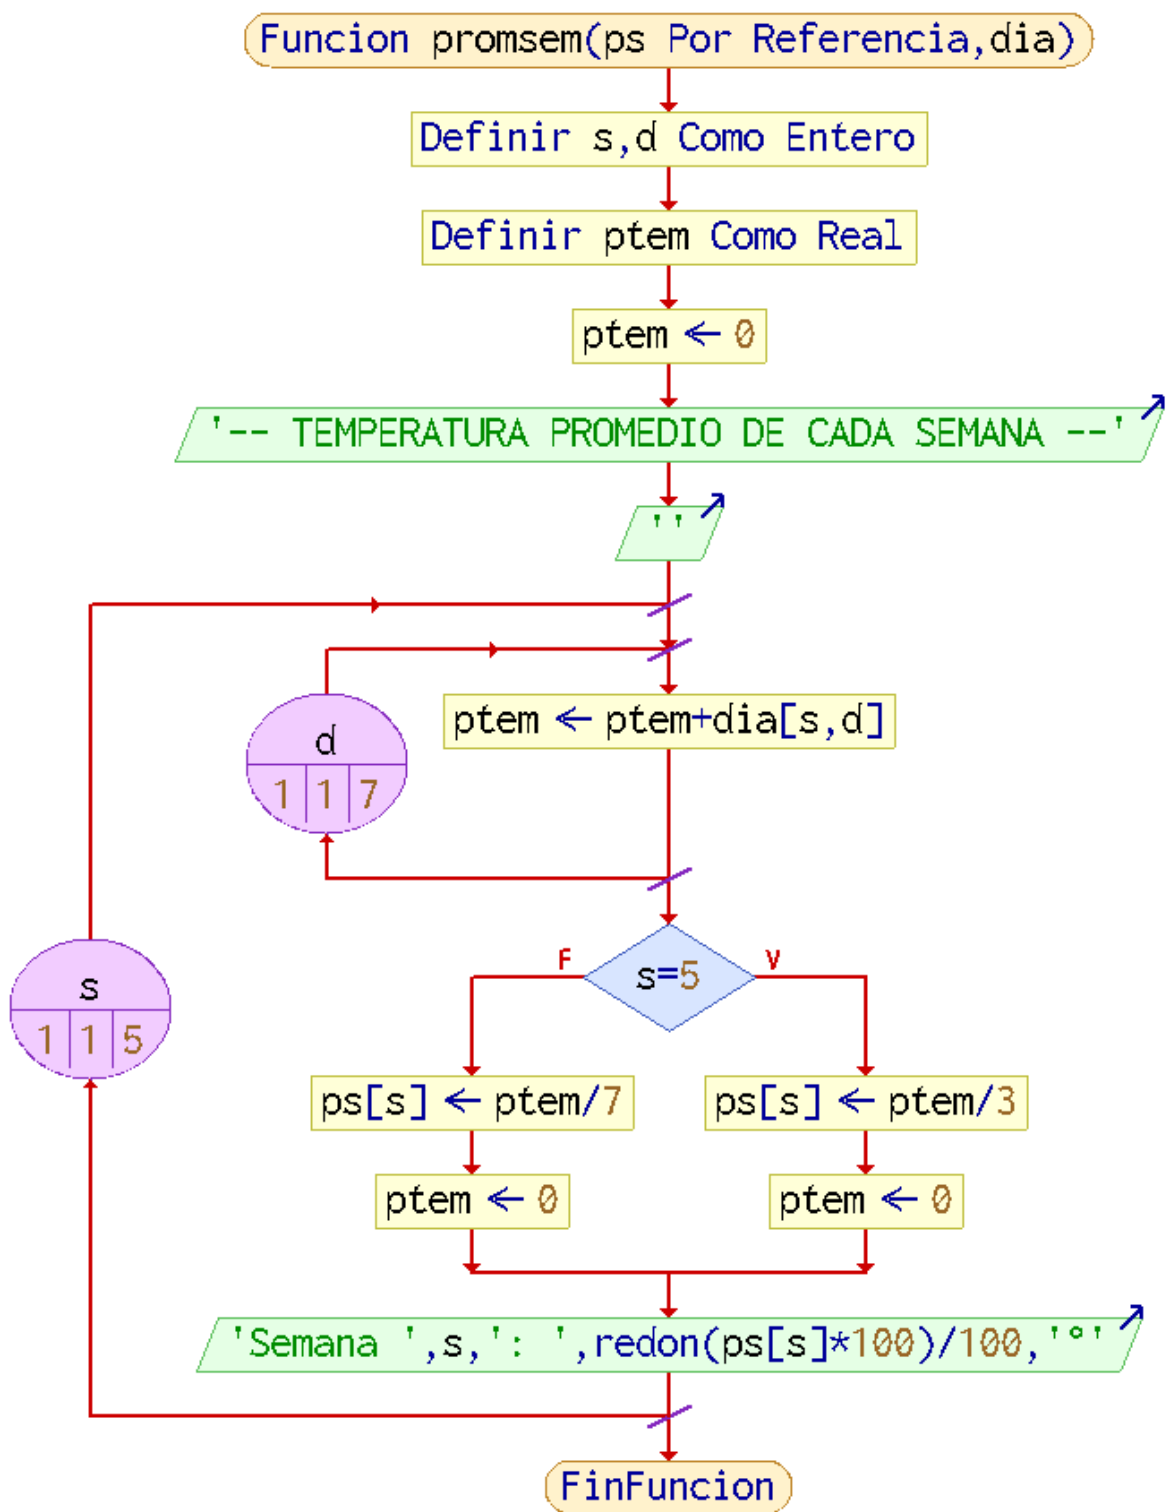 Funcion promsem(ps Por Referencia,dia)
Definir s,d Como Entero
Definir ptem Como Real
ptem ← 0
'-- TEMPERATURA PROMEDIO DE CADA SEMANA --'
''
ptem ← ptem+dia[s,d]
d
1 1 7
F
V
s=5
s
1 1 5
ps[s] ← ptem/7
ps[s] ← ptem/3
ptem ← 0
ptem ← 0
'Semana ',s,': ',redon(ps[s]*100)/100,'°'
FinFuncion